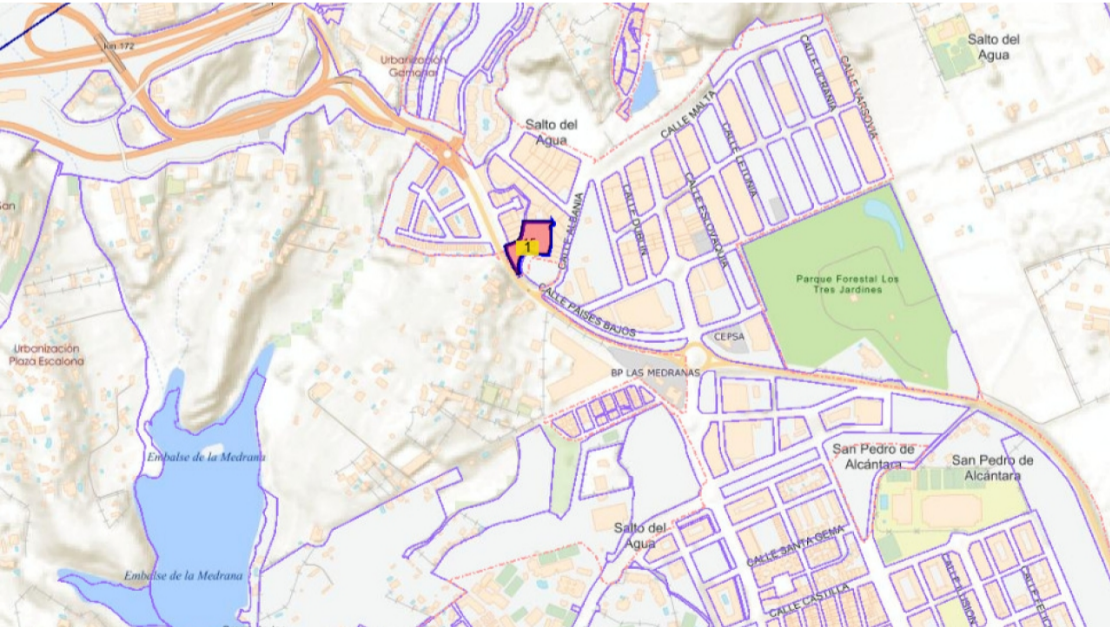 km 172
Urbanización
Gamonal
Salto del
Agua
CALLE MALTA
CALLE UCRANIA
CALLE VARSOVIA
Salto del
Agua
CALLE LETONIA
CALLE ALBANIA
CALLE DUBLIN
CALLE ESLOVAQUIA
1
Parque Forestal Los
Tres Jardines
CALLE PAISES BAJOS
CEPSA
BP LAS MEDRANAS
Urbanización
Plaza Escalona
Embalse de la Medrana
San Pedro de
Alcántara
San Pedro de
Alcántara
Salto del
Agua
CALLE SANTA GEMA
Embalse de la Medrana
CALLE CASTILLA